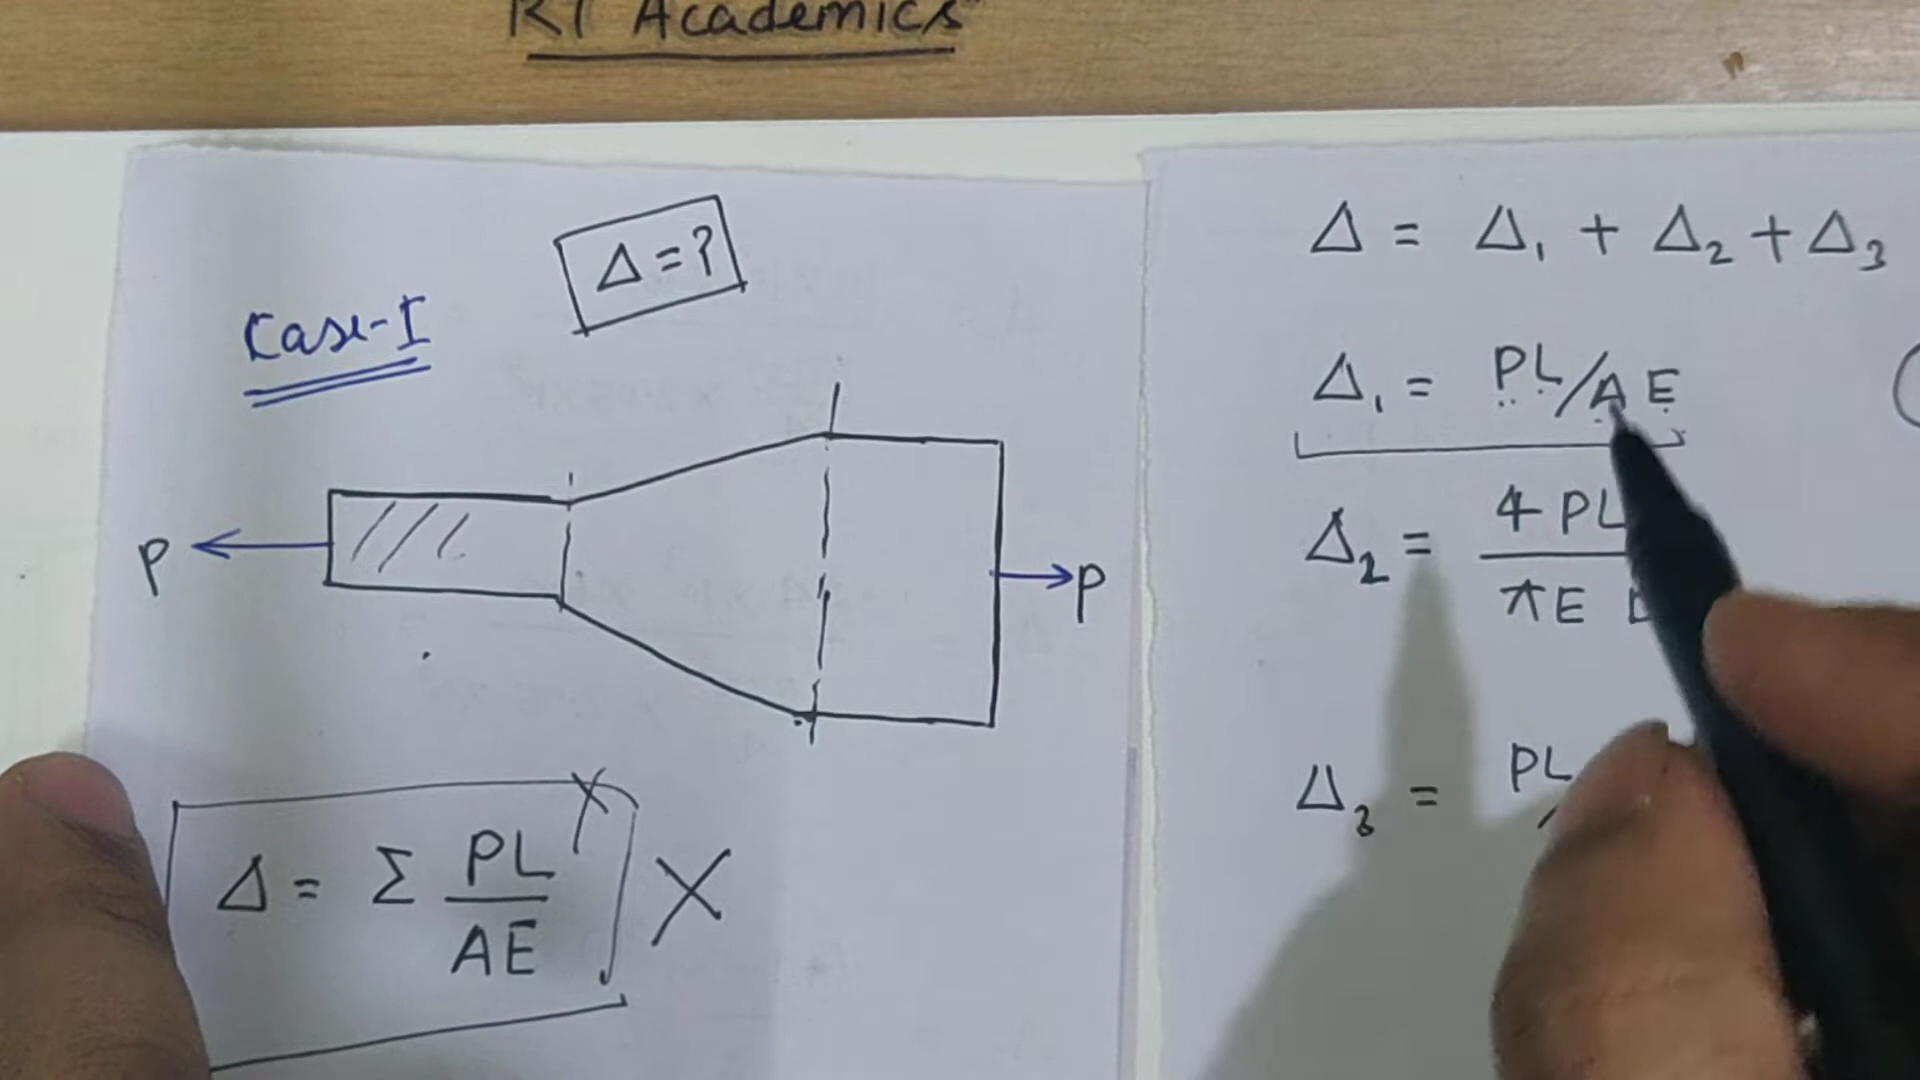 RT Academics
Δ = ?
Case-I
P
P
Δ = Σ PL/AE X
Δ = Δ₁ + Δ₂ + Δ₃
Δ₁ = PL/AE
Δ₂ = 4 PL / πE
Δ₃ = PL